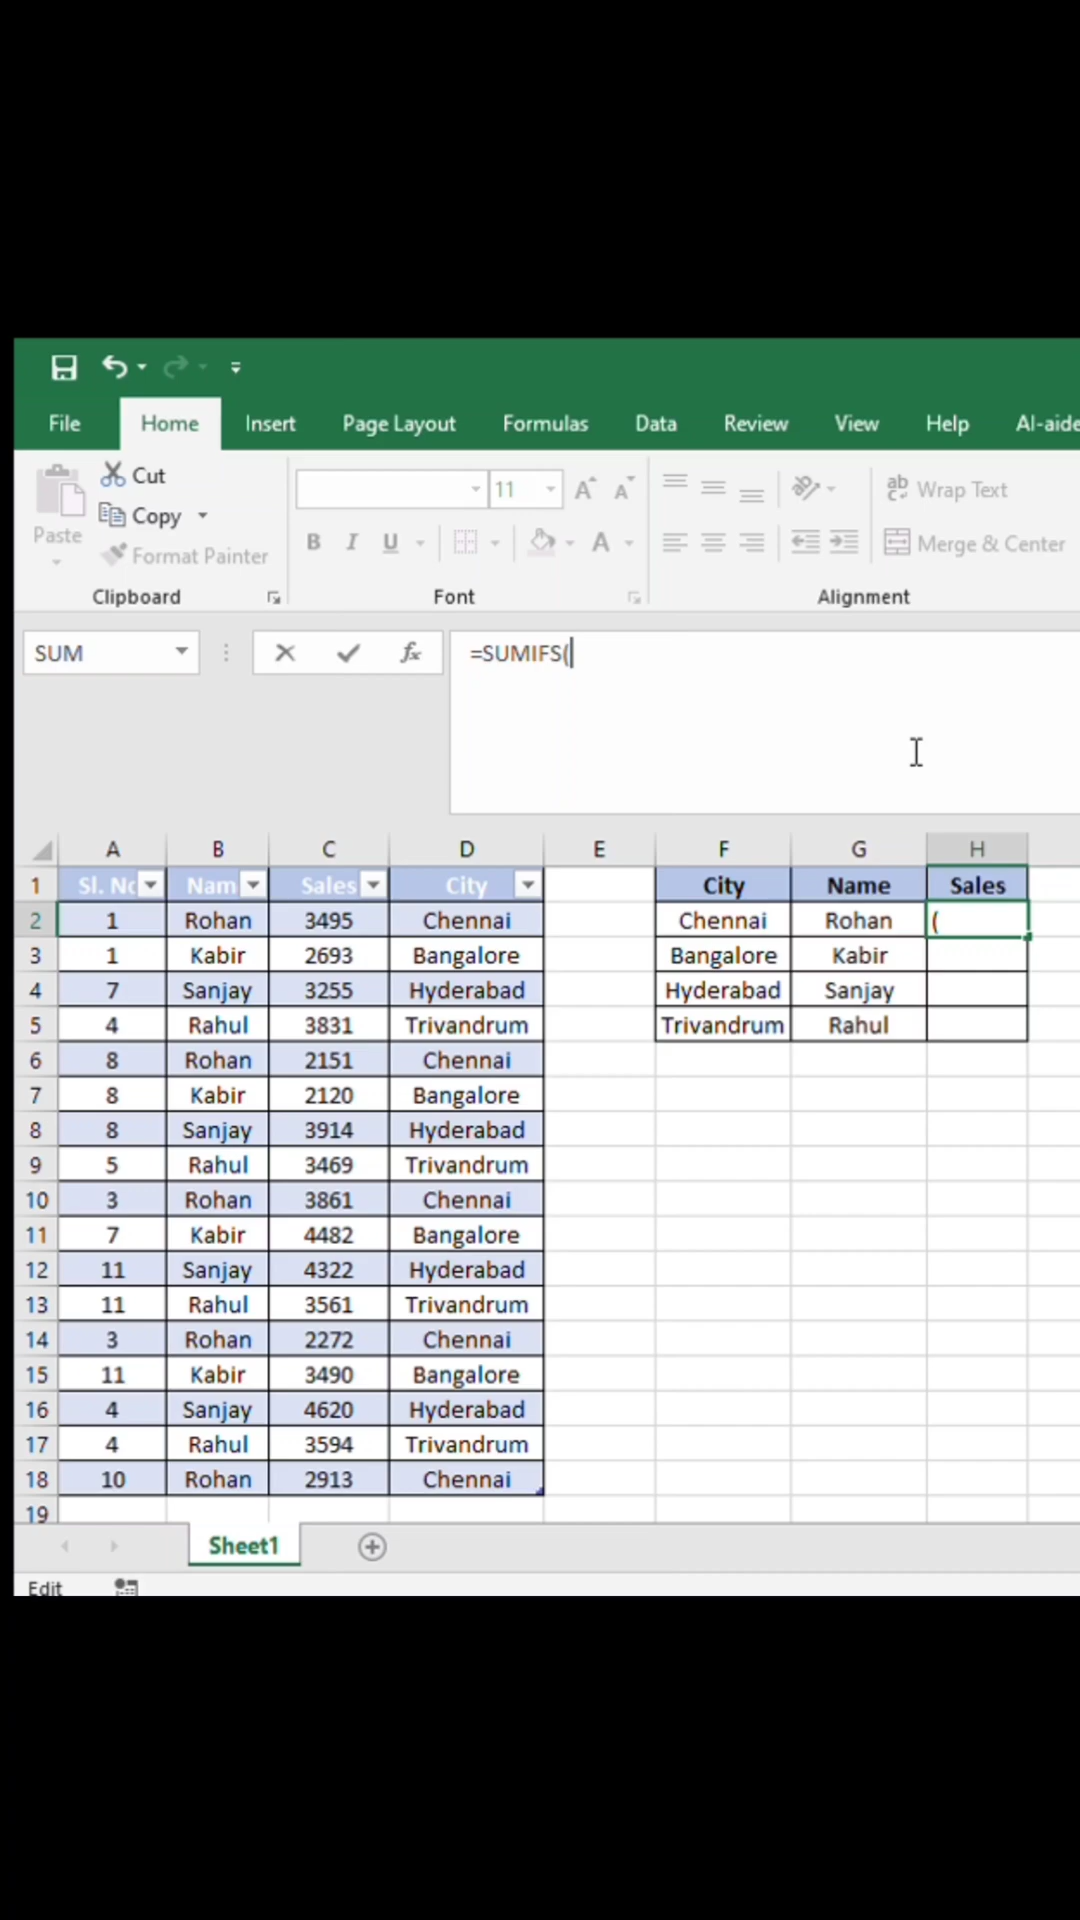 File Home Insert Page Layout Formulas Data Review View Help AI-aide
Cut
Copy
Paste
Format Painter
11
B I U A
Wrap Text
Merge & Center
Clipboard Font Alignment
SUM fx =SUMIFS(
A B C D E F G H
1 Sl. No Nam Sales City City Name Sales
2 1 Rohan 3495 Chennai Chennai Rohan (
3 1 Kabir 2693 Bangalore Bangalore Kabir
4 7 Sanjay 3255 Hyderabad Hyderabad Sanjay
5 4 Rahul 3831 Trivandrum Trivandrum Rahul
6 8 Rohan 2151 Chennai
7 8 Kabir 2120 Bangalore
8 8 Sanjay 3914 Hyderabad
9 5 Rahul 3469 Trivandrum
10 3 Rohan 3861 Chennai
11 7 Kabir 4482 Bangalore
12 11 Sanjay 4322 Hyderabad
13 11 Rahul 3561 Trivandrum
14 3 Rohan 2272 Chennai
15 11 Kabir 3490 Bangalore
16 4 Sanjay 4620 Hyderabad
17 4 Rahul 3594 Trivandrum
18 10 Rohan 2913 Chennai
19
Sheet1
Edit